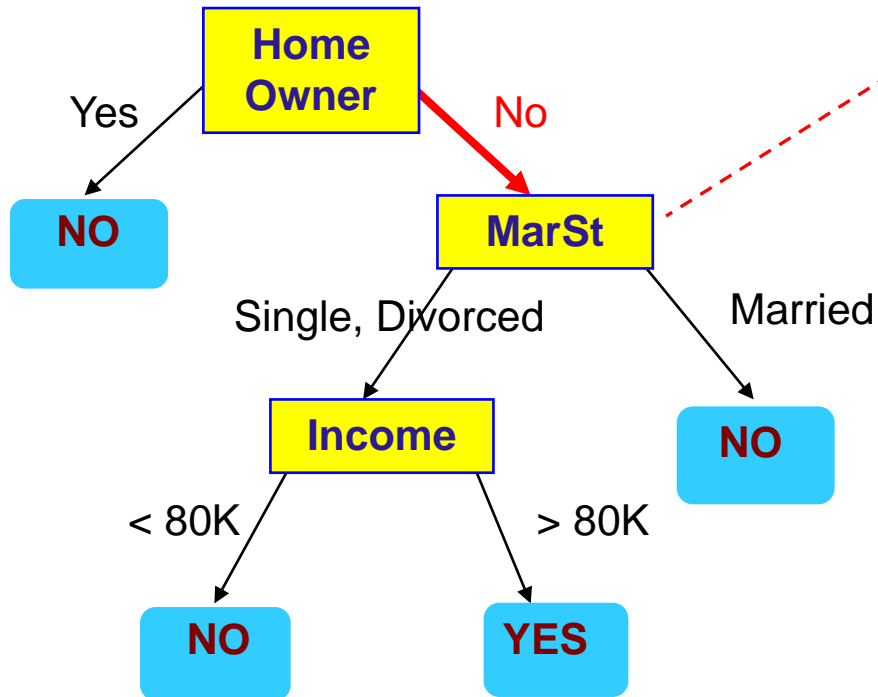 Home
Owner
Yes
No
NO
MarSt
Single, Divorced
Married
Income
NO
< 80K
> 80K
NO
YES